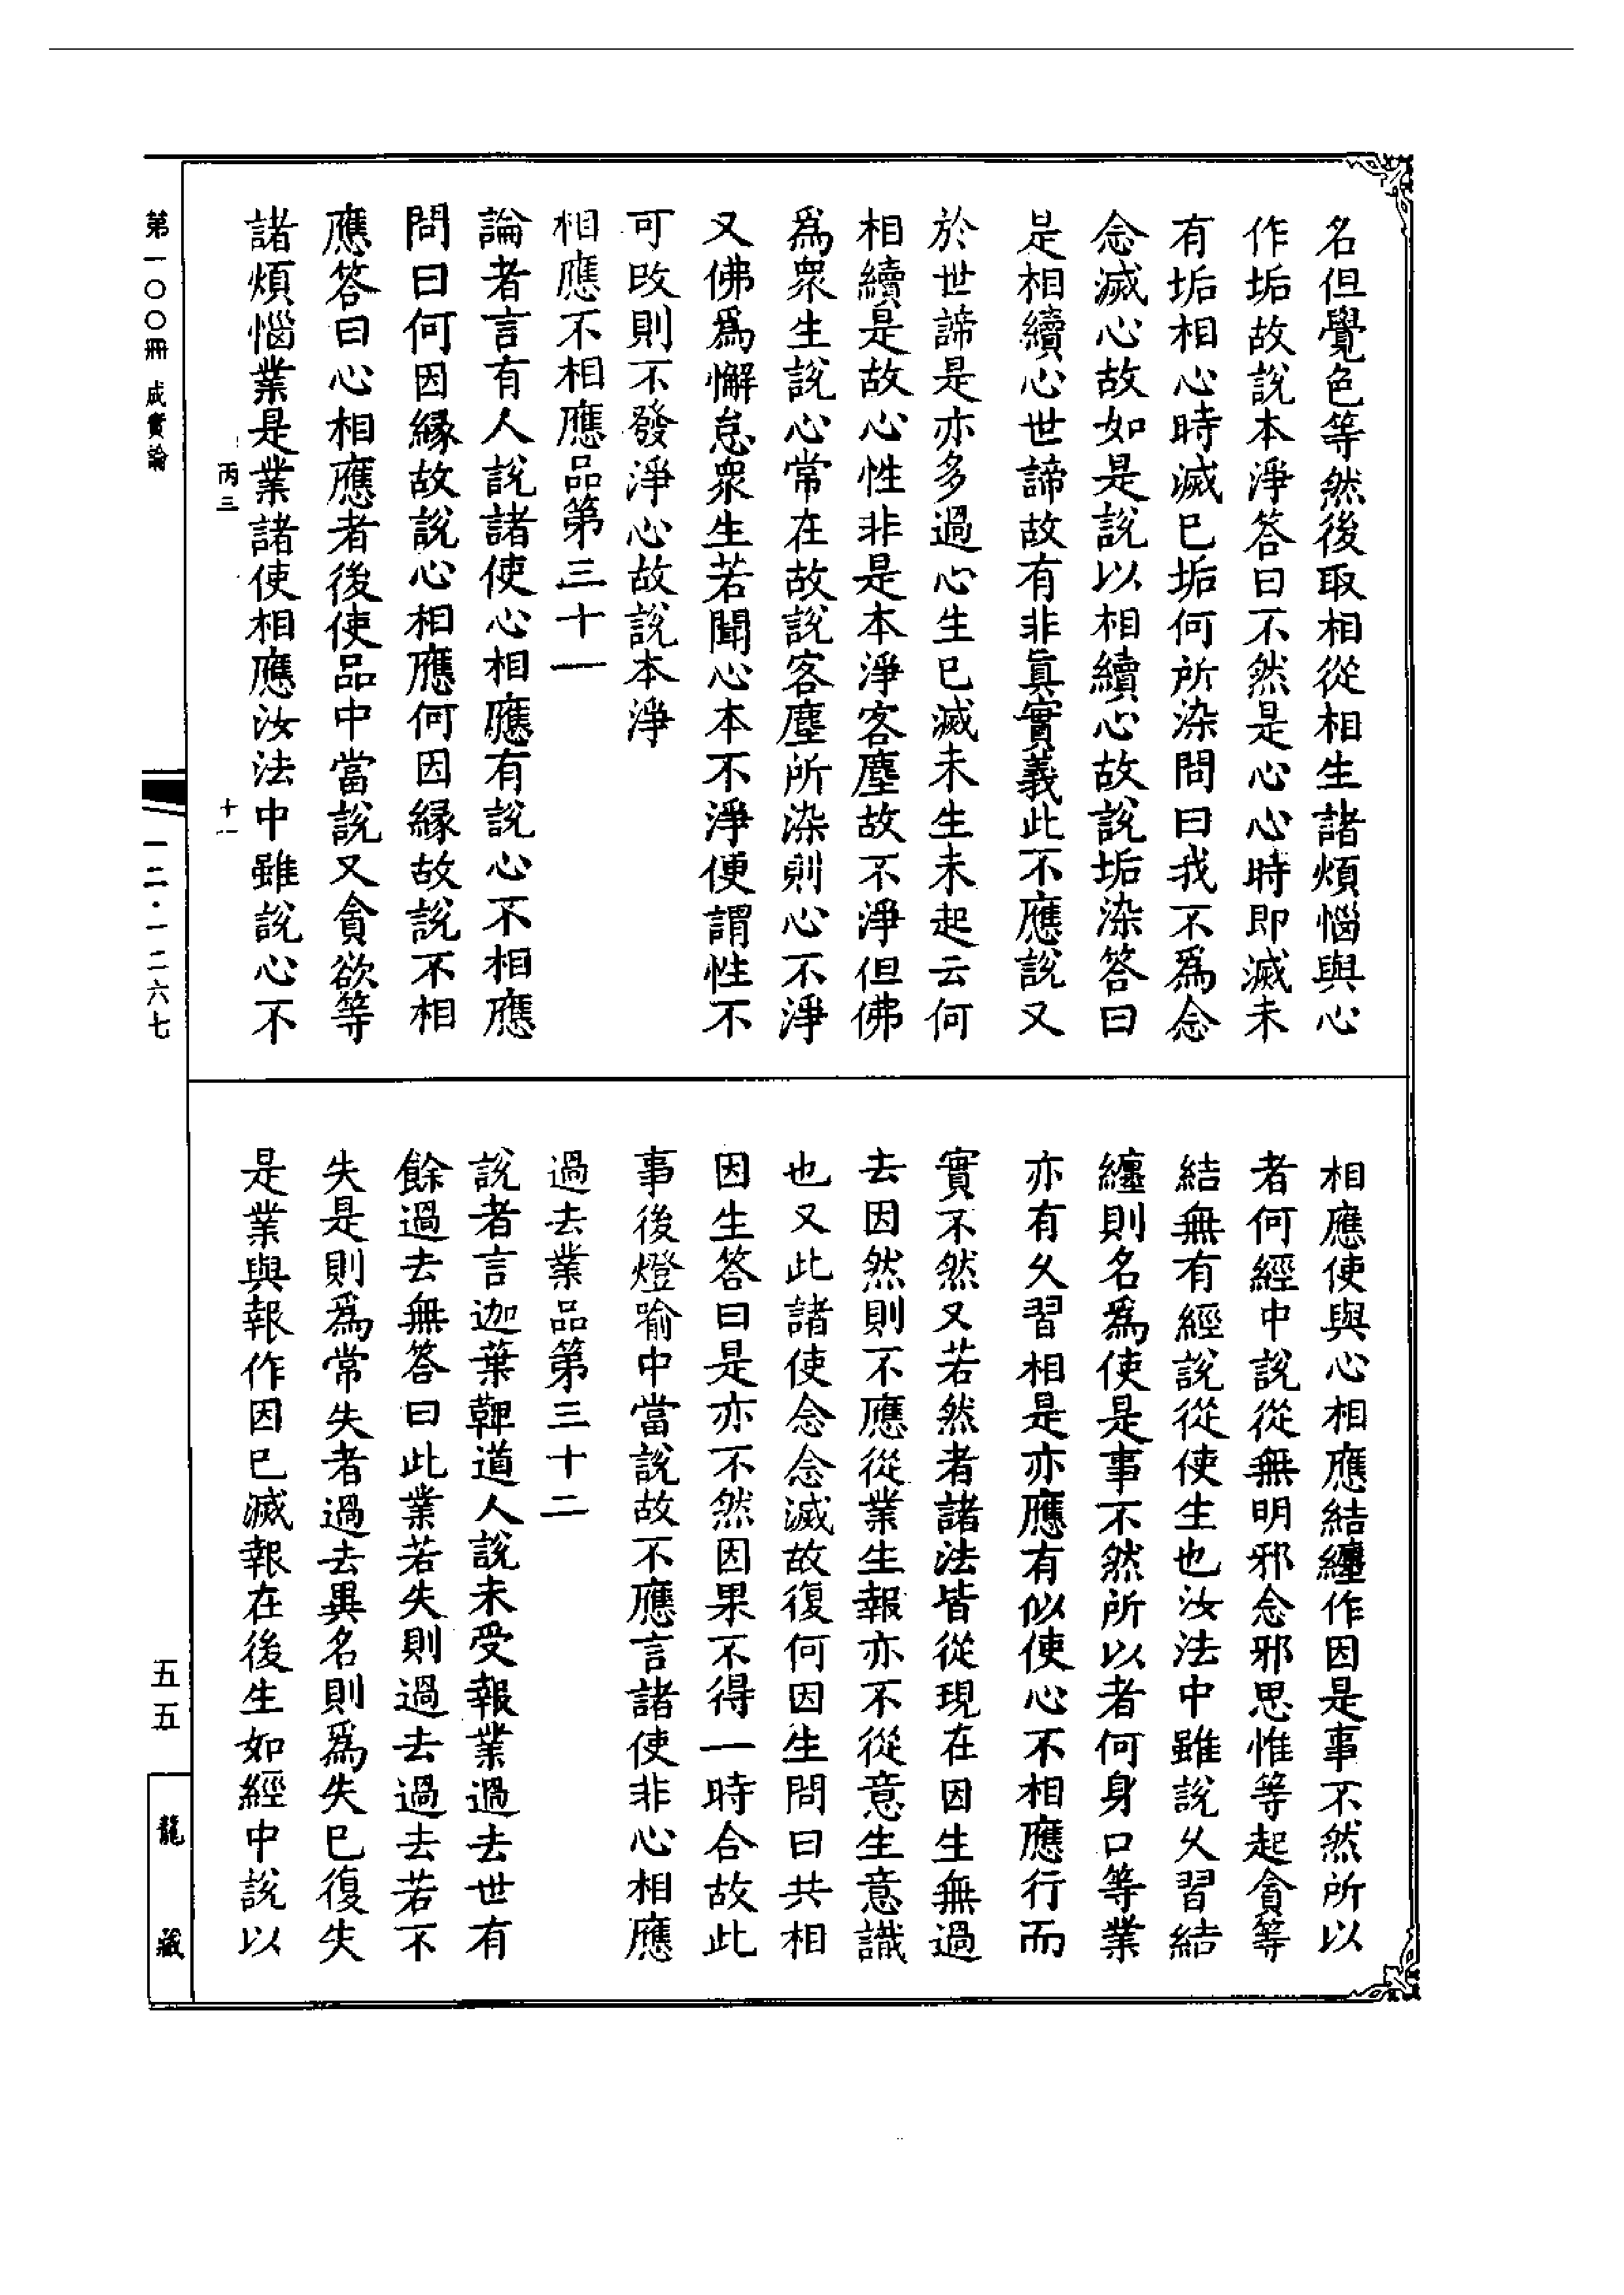 名但覺色等然後取相從相生諸煩惱與心
作垢故說本淨答曰不然是心心時即滅未
有垢相心時滅已垢何所染問曰我不爲念
念滅心故如是說以相續心故說垢染答曰
是相續心世諦故有非眞實義此不應說又
於世諦是亦多過心生已滅未生未起云何
相續是故心性非是本淨客塵故不淨但佛
爲衆生說心常在故說客塵所染則心不淨
又佛爲懈怠衆生若聞心本不淨便謂性不
可改則不發淨心故說本淨
相應不相應品第三十一
論者言有人說諸使心相應有說心不相應
問曰何因緣故說心相應何因緣故說不相
應答曰心相應者後使品中當說又貪欲等
諸煩惱業是業諸使相應汝法中雖說心不
相應使與心相應結纏作因是事不然所以
者何經中說從無明邪念邪思惟等起貪等
結無有經說從使生也汝法中雖說久習結
纏則名爲使是事不然所以者何身口等業
亦有久習相是亦應有似使心不相應行而
實不然又若然者諸法皆從現在因生無過
去因然則不應從業生報亦不從意生意識
也又此諸使念念滅故復何因生問曰共相
因生答曰是亦不然因果不得一時合故此
事後燈喻中當說故不應言諸使非心相應
過去業品第三十二
說者言迦葉鞞道人說未受報業過去世有
餘過去無答曰此業若失則過去過去若不
失是則爲常失者過去異名則爲失已復失
是業與報作因已滅報在後生如經中說以
丙三
十一
第一〇〇冊 成實論
一二·一二六七
五五
龍藏